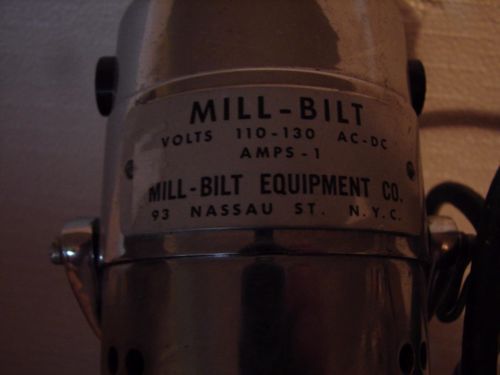 MILL-BILT
VOLTS 110-130 AC-DC
AMPS-1
MILL-BILT EQUIPMENT CO.
93 NASSAU ST. N.Y.C.